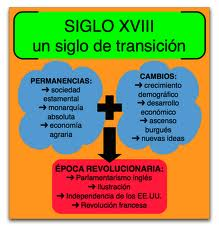 SIGLO XVIII
un siglo de transición
PERMANENCIAS:
➔ sociedad
estamental
➔ monarquía
absoluta
➔ economía
agraria
CAMBIOS:
➔ crecimiento
demográfico
➔ desarrollo
económico
➔ ascenso
burgués
➔ nuevas ideas
ÉPOCA REVOLUCIONARIA:
➔ Parlamentarismo inglés
➔ Ilustración
➔ Independencia de los EE.UU.
➔ Revolución francesa